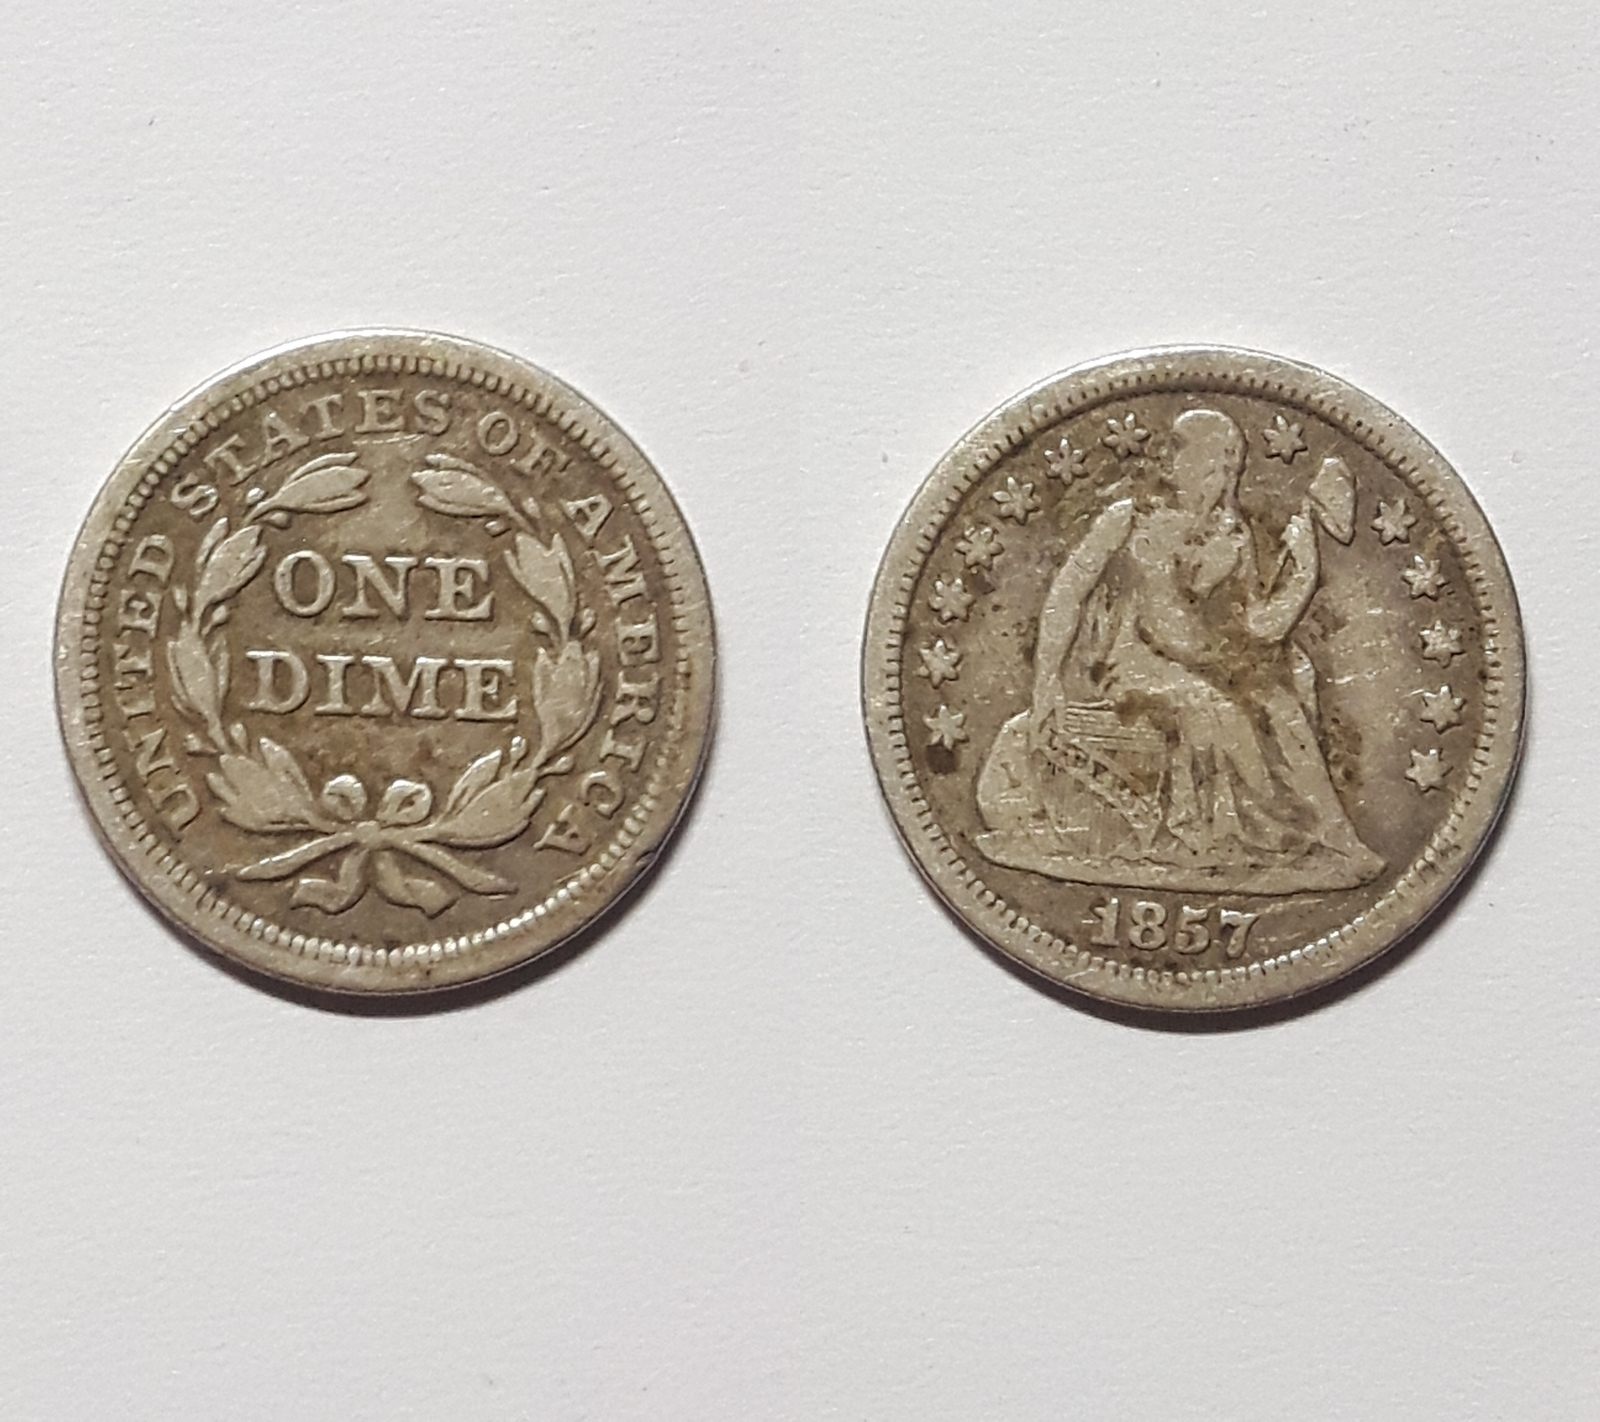 UNITED STATES OF AMERICA
ONE
DIME
1857